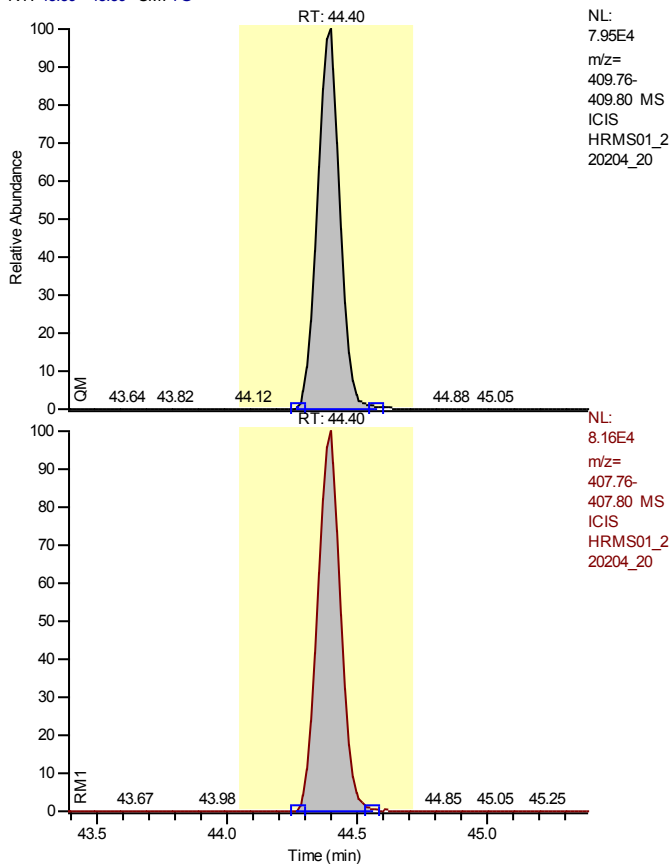 RT: 44.40
NL:
7.95E4
m/z=
409.76-
409.80 MS
ICIS
HRMS01_2
20204_20
100
90
80
70
60
50
40
30
20
10
0
Relative Abundance
QM
43.64 43.82 44.12 44.88 45.05
RT: 44.40
NL:
8.16E4
m/z=
407.76-
407.80 MS
ICIS
HRMS01_2
20204_20
100
90
80
70
60
50
40
30
20
10
0
RM1
43.67 43.98 44.85 45.05 45.25
43.5 44.0 44.5 45.0
Time (min)